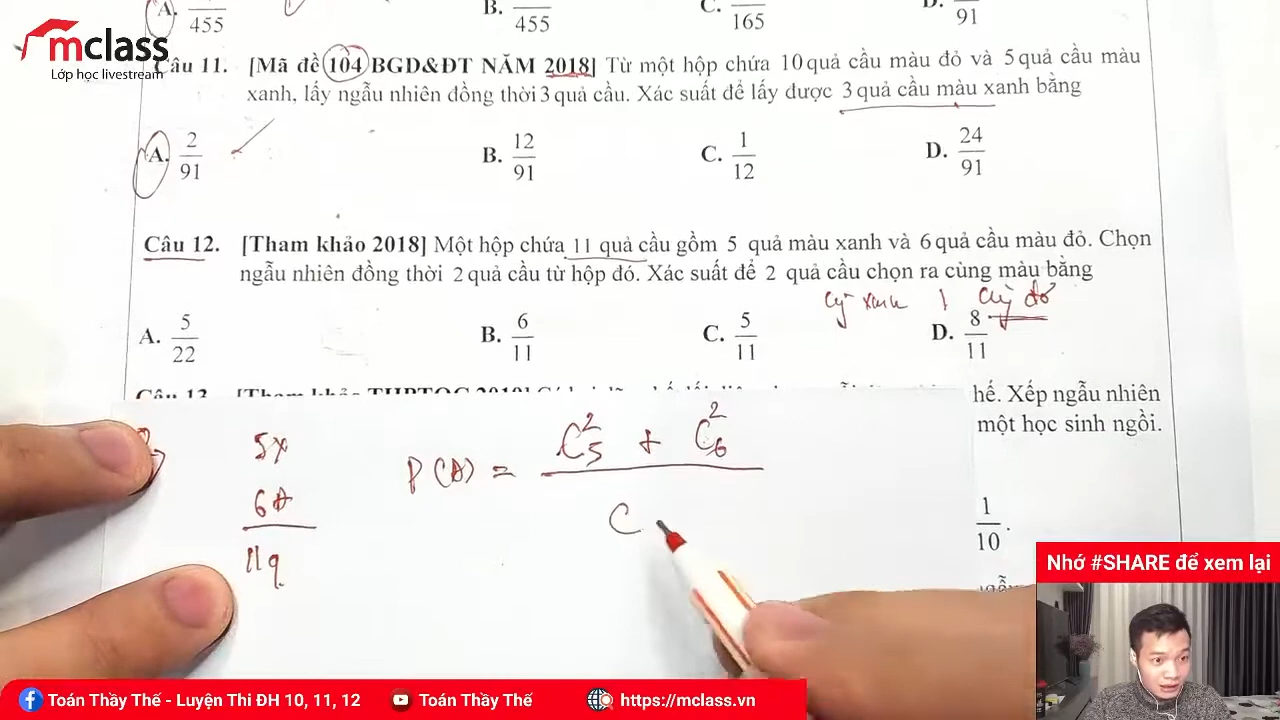 A. 455
B. 455
C. 165
D. 91
mclass
Lớp học livestream
Câu 11. [Mã đề 104 BGD&ĐT NĂM 2018] Từ một hộp chứa 10 quả cầu màu đỏ và 5 quả cầu màu
xanh, lấy ngẫu nhiên đồng thời 3 quả cầu. Xác suất để lấy được 3 quả cầu màu xanh bằng
A. 2/91 B. 12/91 C. 1/12 D. 24/91
Câu 12. [Tham khảo 2018] Một hộp chứa 11 quả cầu gồm 5 quả màu xanh và 6 quả cầu màu đỏ. Chọn
ngẫu nhiên đồng thời 2 quả cầu từ hộp đó. Xác suất để 2 quả cầu chọn ra cùng màu bằng
xanh đỏ
A. 5/22 B. 6/11 C. 5/11 D. 8/11
hế. Xếp ngẫu nhiên
một học sinh ngồi.
5x
6đ
11q
P(A) = C_5^2 + C_6^2
C
1/10.
Nhớ #SHARE để xem lại
Toán Thầy Thế - Luyện Thi ĐH 10, 11, 12
Toán Thầy Thế
https://mclass.vn